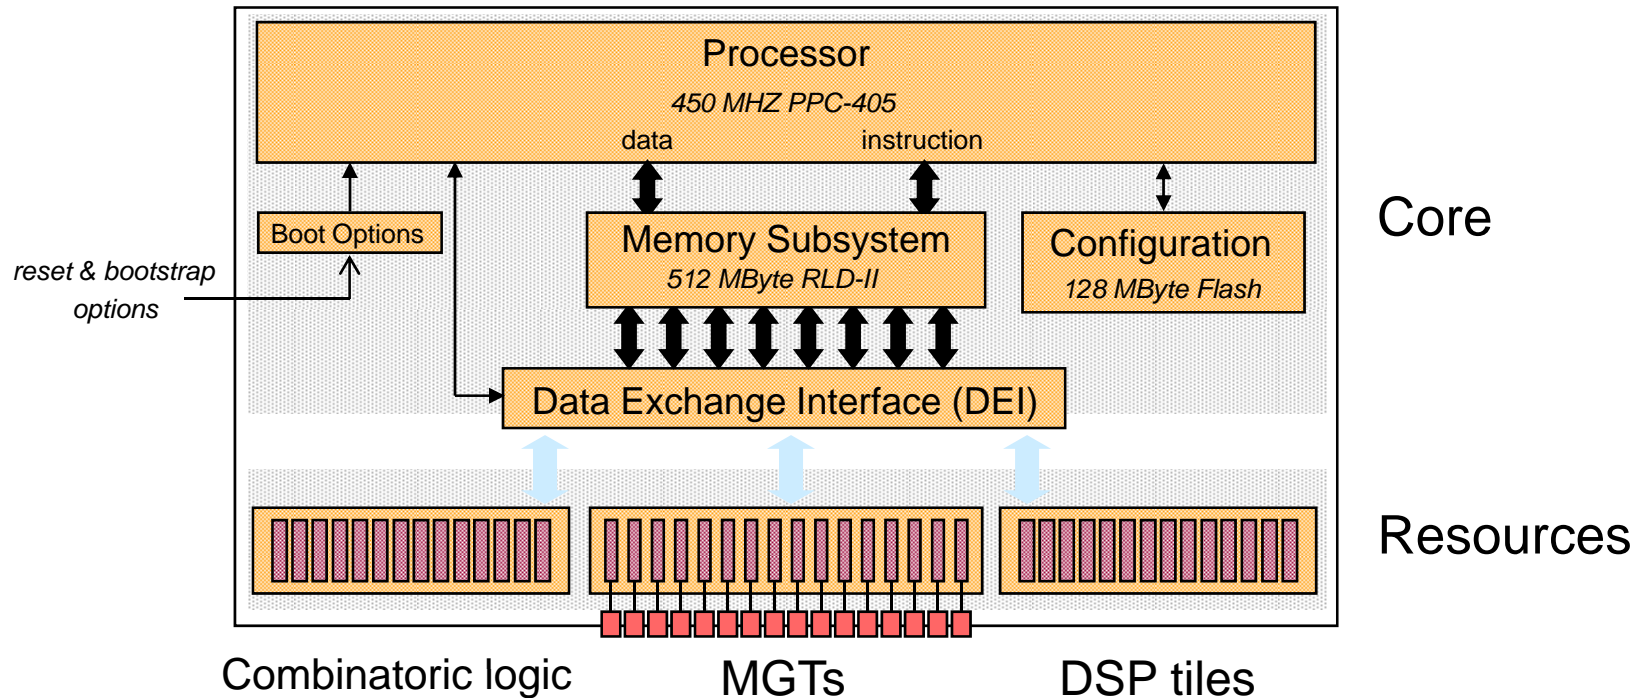 Processor
450 MHZ PPC-405
data instruction
Boot Options
Memory Subsystem
512 MByte RLD-II
Configuration
128 MByte Flash
Core
reset & bootstrap
options
Data Exchange Interface (DEI)
Resources
Combinatoric logic
MGTs
DSP tiles